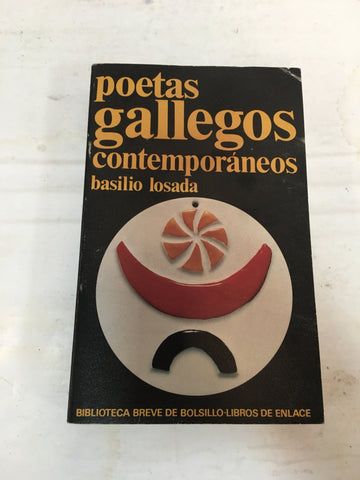 poetas
gallegos
contemporáneos
basilio losada
BIBLIOTECA BREVE DE BOLSILLO·LIBROS DE ENLACE